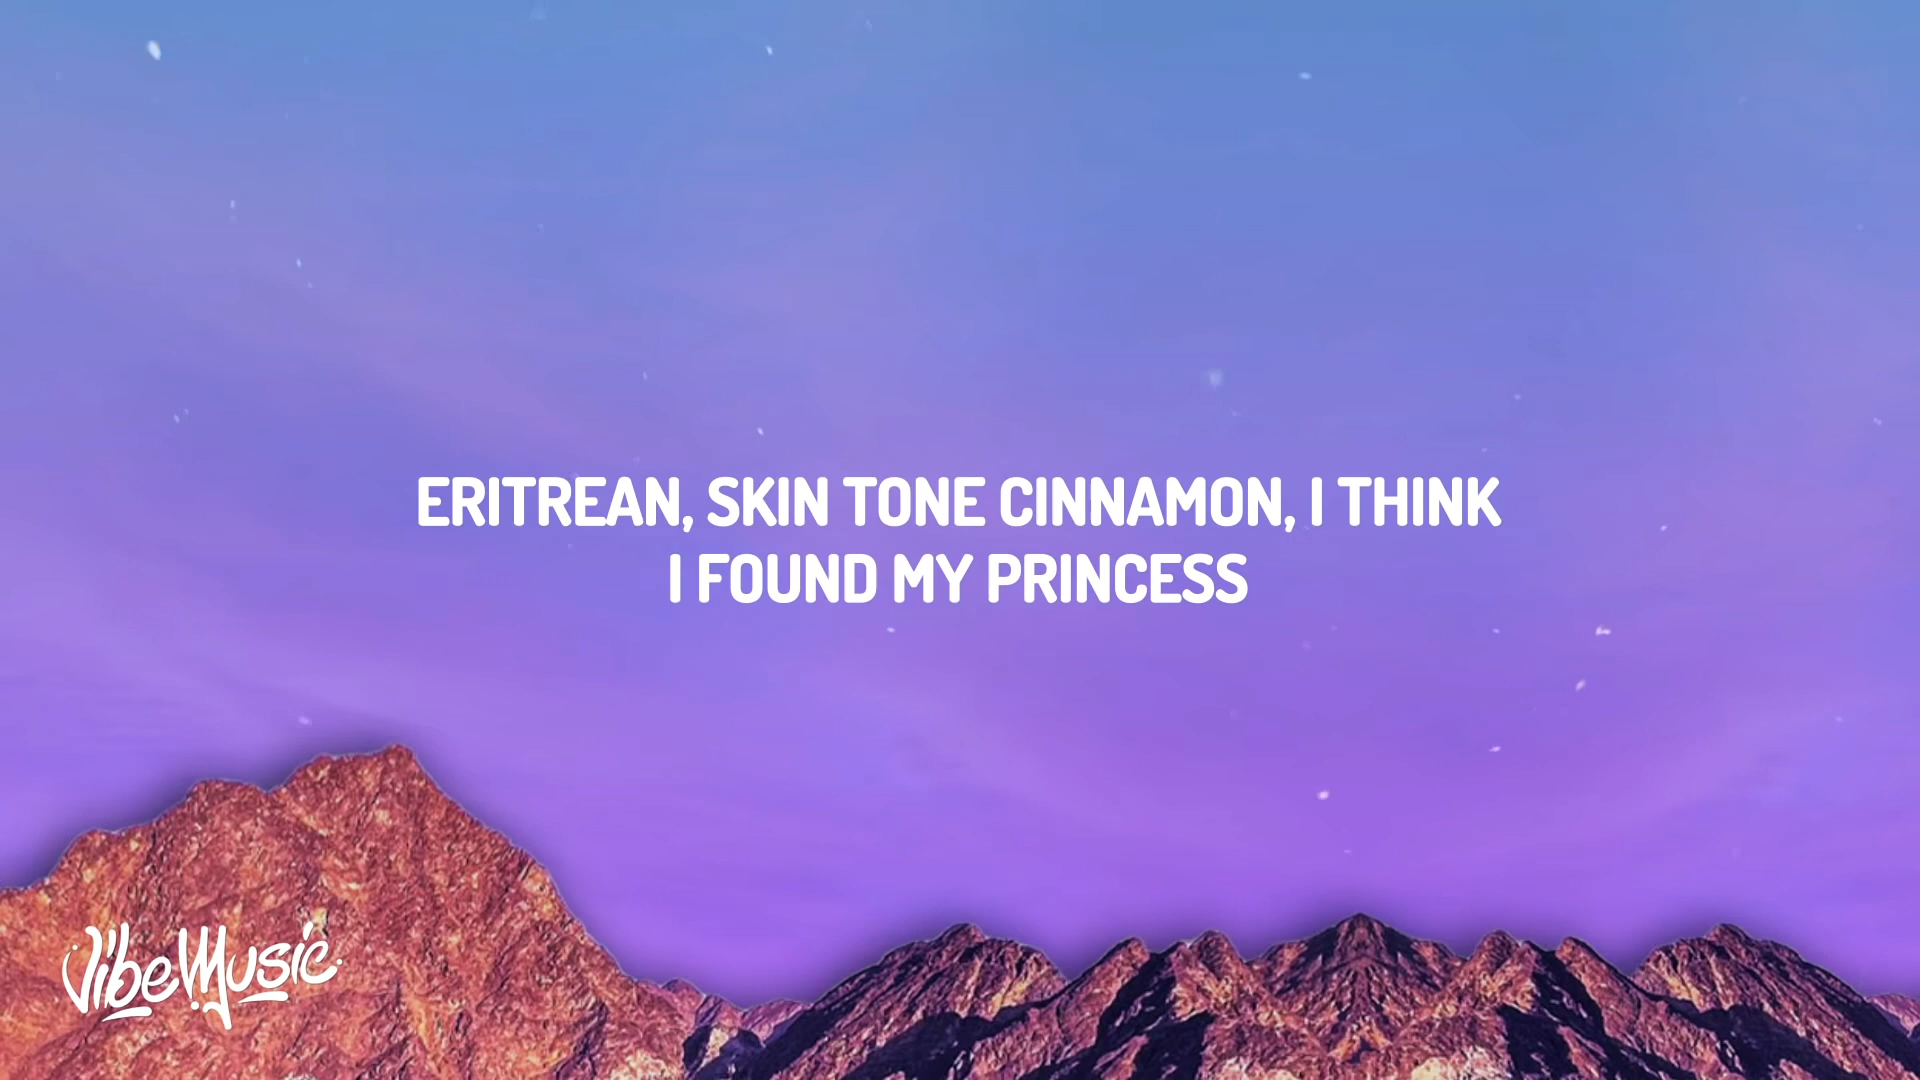 ERITREAN, SKIN TONE CINNAMON, I THINK
I FOUND MY PRINCESS
VibeMusic